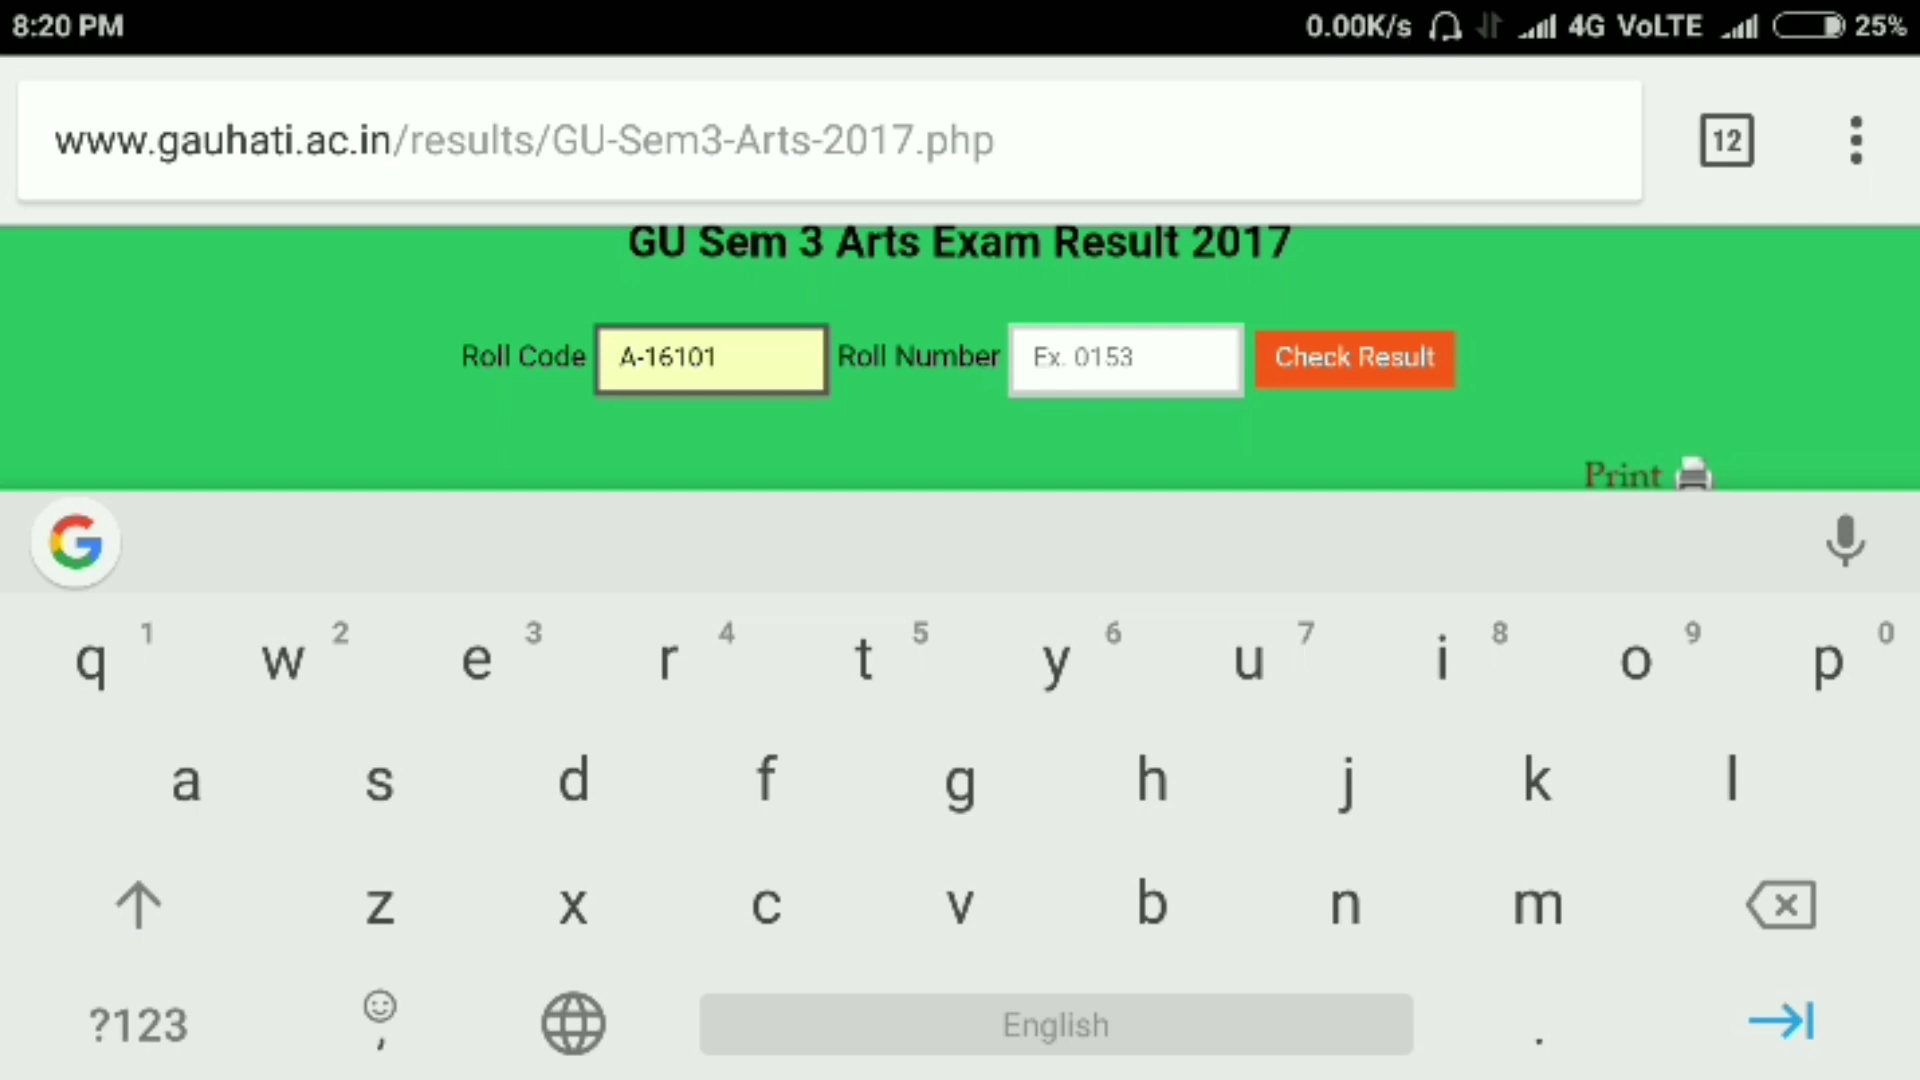 8:20 PM 0.00K/s 4G VoLTE 25%
www.gauhati.ac.in/results/GU-Sem3-Arts-2017.php 12
GU Sem 3 Arts Exam Result 2017
Roll Code A-16101 Roll Number Ex. 0153 Check Result
Print
G
1 2 3 4 5 6 7 8 9 0
q w e r t y u i o p
a s d f g h j k l
z x c v b n m
?123 , English .